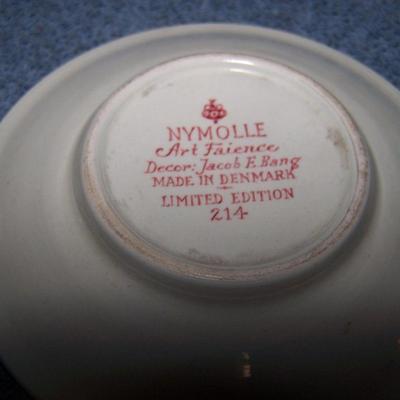 NYMOLLE
Art Faience
Decor: Jacob E. Bang
MADE IN DENMARK
LIMITED EDITION
214